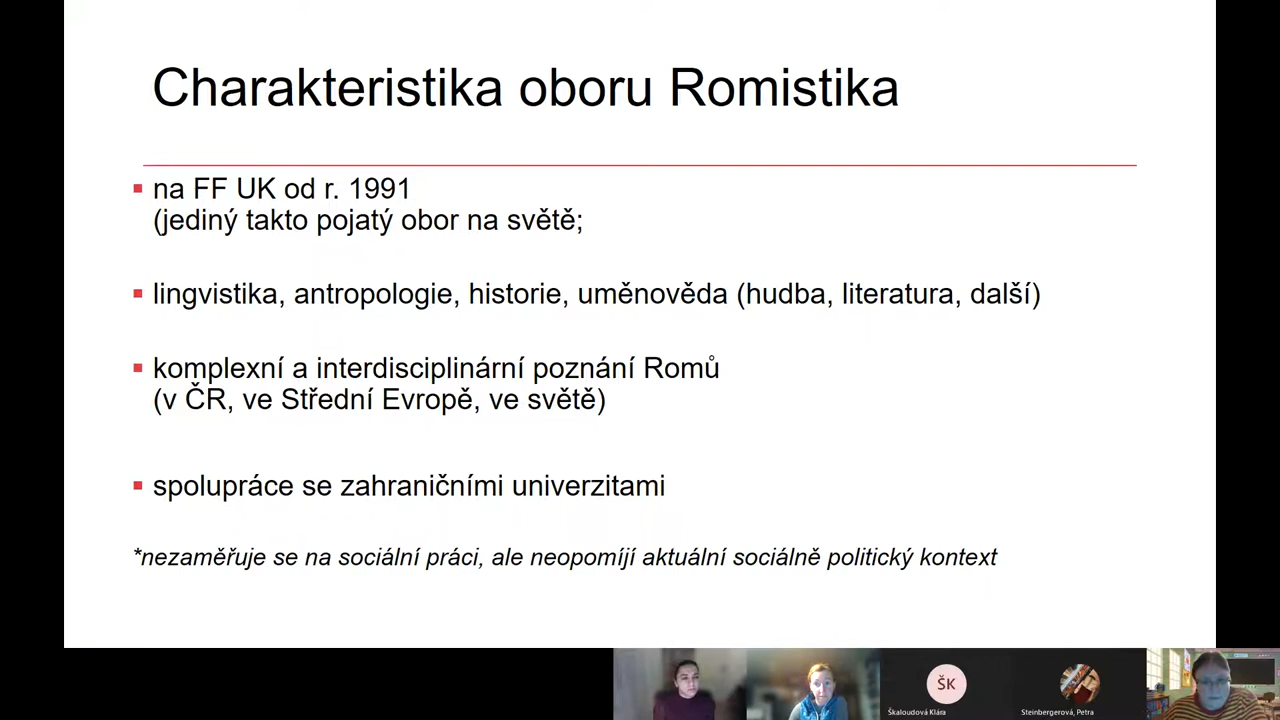 Charakteristika oboru Romistika
na FF UK od r. 1991
(jediný takto pojatý obor na světě;
lingvistika, antropologie, historie, uměnověda (hudba, literatura, další)
komplexní a interdisciplinární poznání Romů
(v ČR, ve Střední Evropě, ve světě)
spolupráce se zahraničními univerzitami
*nezaměřuje se na sociální práci, ale neopomíjí aktuální sociálně politický kontext
ŠK
Škaloudová Klára
Steinbergerová, Petra